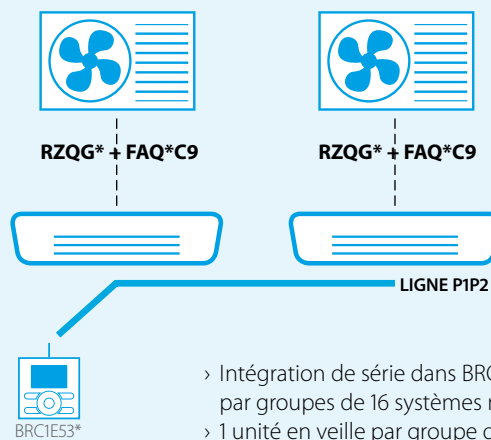 RZQG* + FAQ*C9
RZQG* + FAQ*C9
LIGNE P1P2
BRC1E53*
› Intégration de série dans BRC
par groupes de 16 systèmes
› 1 unité en veille par groupe